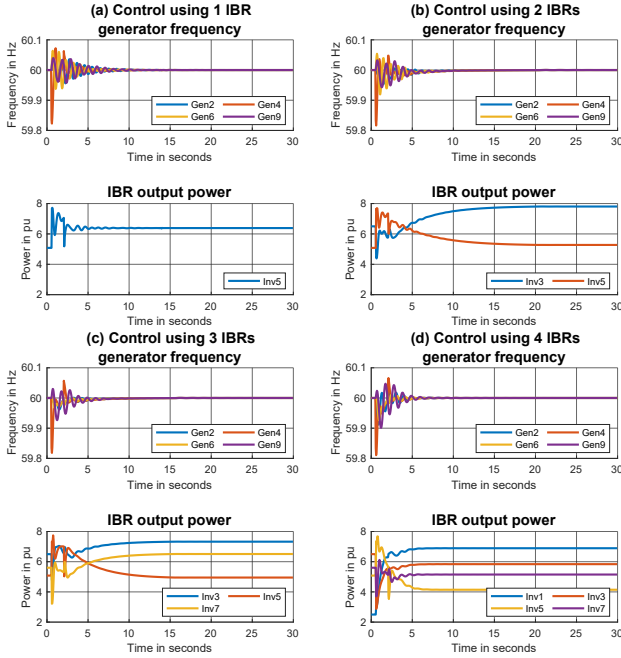 (a) Control using 1 IBR
generator frequency
60.1
60
59.9
59.8
Frequency in Hz
Gen2 Gen4
Gen6 Gen9
0 5 10 15 20 25 30
Time in seconds
IBR output power
8
6
4
2
Power in pu
Inv5
0 5 10 15 20 25 30
Time in seconds
(b) Control using 2 IBRs
generator frequency
60.1
60
59.9
59.8
Frequency in Hz
Gen2 Gen4
Gen6 Gen9
0 5 10 15 20 25 30
Time in seconds
IBR output power
8
6
4
2
Power in pu
Inv3 Inv5
0 5 10 15 20 25 30
Time in seconds
(c) Control using 3 IBRs
generator frequency
60.1
60
59.9
59.8
Frequency in Hz
Gen2 Gen4
Gen6 Gen9
0 5 10 15 20 25 30
Time in seconds
IBR output power
8
6
4
2
Power in pu
Inv3 Inv5
Inv7
0 5 10 15 20 25 30
Time in seconds
(d) Control using 4 IBRs
generator frequency
60.1
60
59.9
59.8
Frequency in Hz
Gen2 Gen4
Gen6 Gen9
0 5 10 15 20 25 30
Time in seconds
IBR output power
8
6
4
2
Power in pu
Inv1 Inv3
Inv5 Inv7
0 5 10 15 20 25 30
Time in seconds